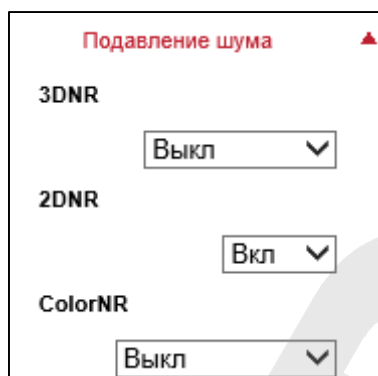 Подавление шума
3DNR
Выкл
2DNR
Вкл
ColorNR
Выкл